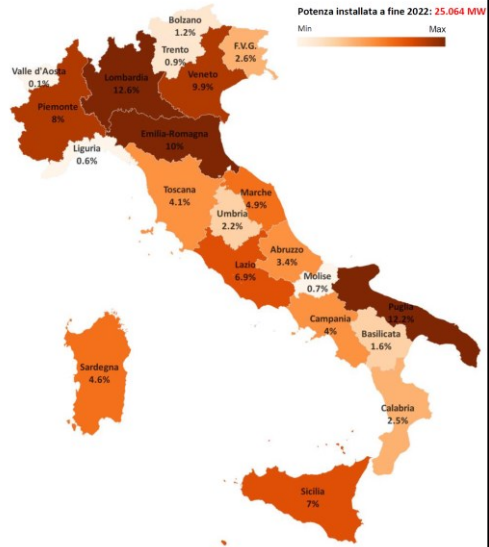 Potenza installata a fine 2022: 25.064 MW
Min Max
Bolzano
1.2%
Trento
0.9%
F.V.G.
2.6%
Valle d'Aosta
0.1%
Lombardia
12.6%
Veneto
9.9%
Piemonte
8%
Emilia-Romagna
10%
Liguria
0.6%
Toscana
4.1%
Marche
4.9%
Umbria
2.2%
Abruzzo
3.4%
Lazio
6.9%
Molise
0.7%
Puglia
12.2%
Campania
4%
Basilicata
1.6%
Sardegna
4.6%
Calabria
2.5%
Sicilia
7%